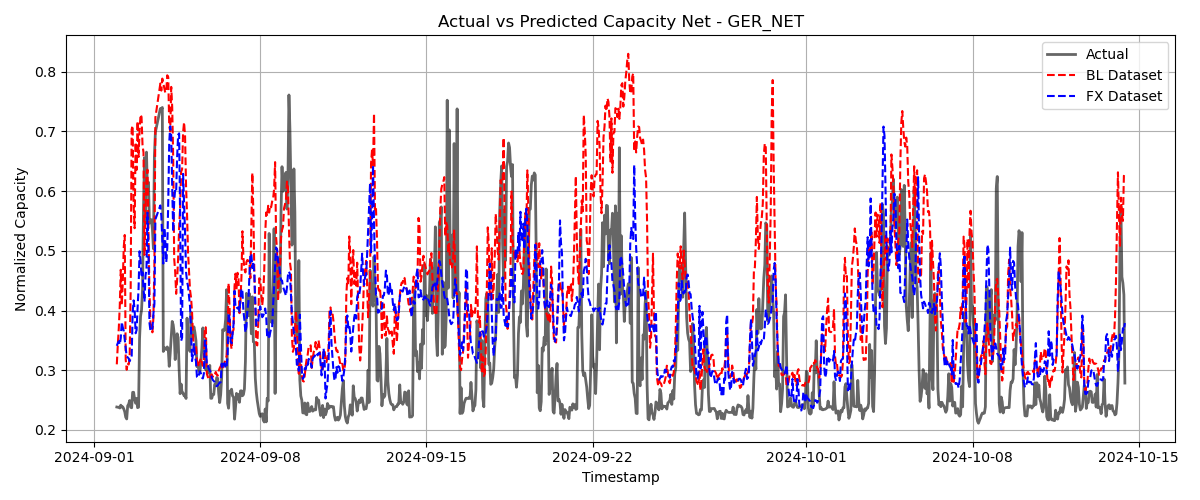 Actual vs Predicted Capacity Net - GER_NET
Normalized Capacity
0.8
0.7
0.6
0.5
0.4
0.3
0.2
Actual
BL Dataset
FX Dataset
2024-09-01
2024-09-08
2024-09-15
2024-09-22
2024-10-01
2024-10-08
2024-10-15
Timestamp